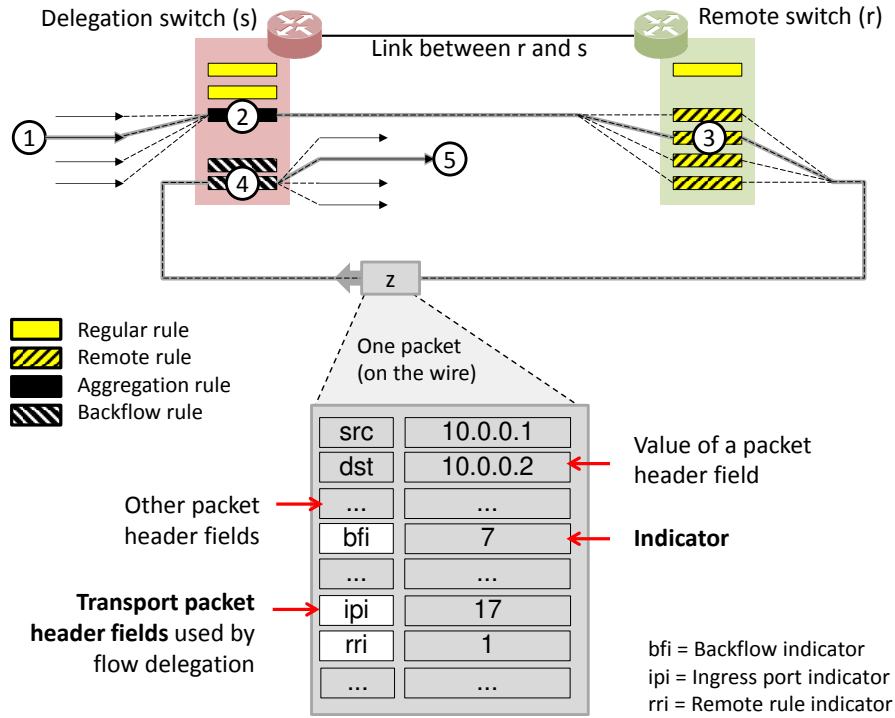 Delegation switch (s)
Remote switch (r)
Link between r and s
1
2
3
4
5
z
Regular rule
Remote rule
Aggregation rule
Backflow rule
One packet
(on the wire)
src 10.0.0.1
dst 10.0.0.2
... ...
bfi 7
... ...
ipi 17
rri 1
... ...
Value of a packet
header field
Other packet
header fields
Indicator
Transport packet
header fields used by
flow delegation
bfi = Backflow indicator
ipi = Ingress port indicator
rri = Remote rule indicator